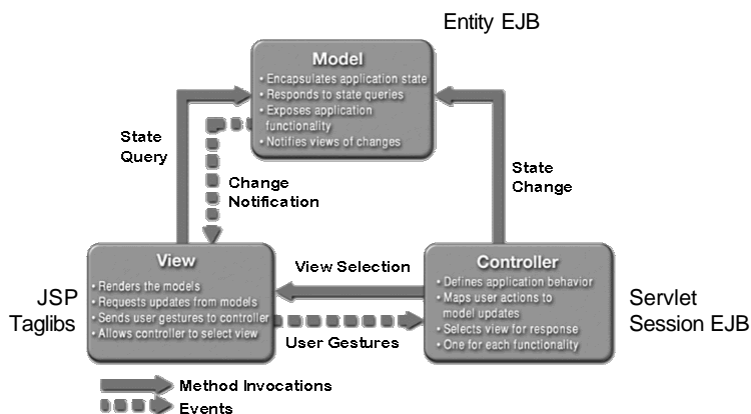 Entity EJB
Model
• Encapsulates application state
• Responds to state queries
• Exposes application
functionality
• Notifies views of changes
State
Query
Change
Notification
State
Change
View
• Renders the models
• Requests updates from models
• Sends user gestures to controller
• Allows controller to select view
JSP
Taglibs
View Selection
User Gestures
Controller
• Defines application behavior
• Maps user actions to
model updates
• Selects view for response
• One for each functionality
Servlet
Session EJB
Method Invocations
Events